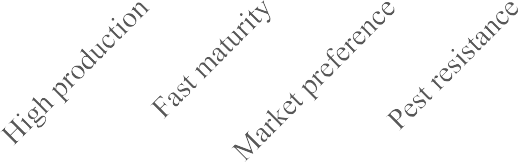 High production
Fast maturity
Market preference
Pest resistance